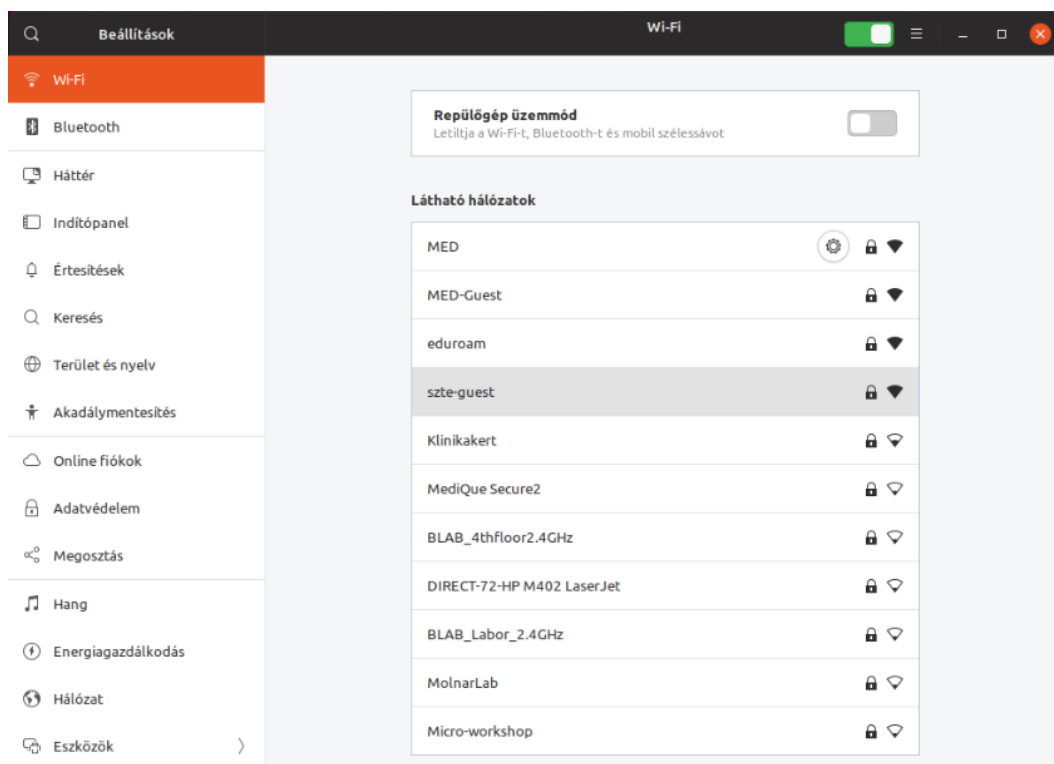 Beállítások
Wi-Fi
Wi-Fi
Bluetooth
Háttér
Indítópanel
Értesítések
Keresés
Terület és nyelv
Akadálymentesítés
Online fiókok
Adatvédelem
Megosztás
Hang
Energiagazdálkodás
Hálózat
Eszközök
Repülőgép üzemmód
Letiltja a Wi-Fi-t, Bluetooth-t és mobil szélessávot
Látható hálózatok
MED
MED-Guest
eduroam
szte-guest
Klinikakert
MediQue Secure2
BLAB_4thfloor2.4GHz
DIRECT-72-HP M402 LaserJet
BLAB_Labor_2.4GHz
MolnarLab
Micro-workshop